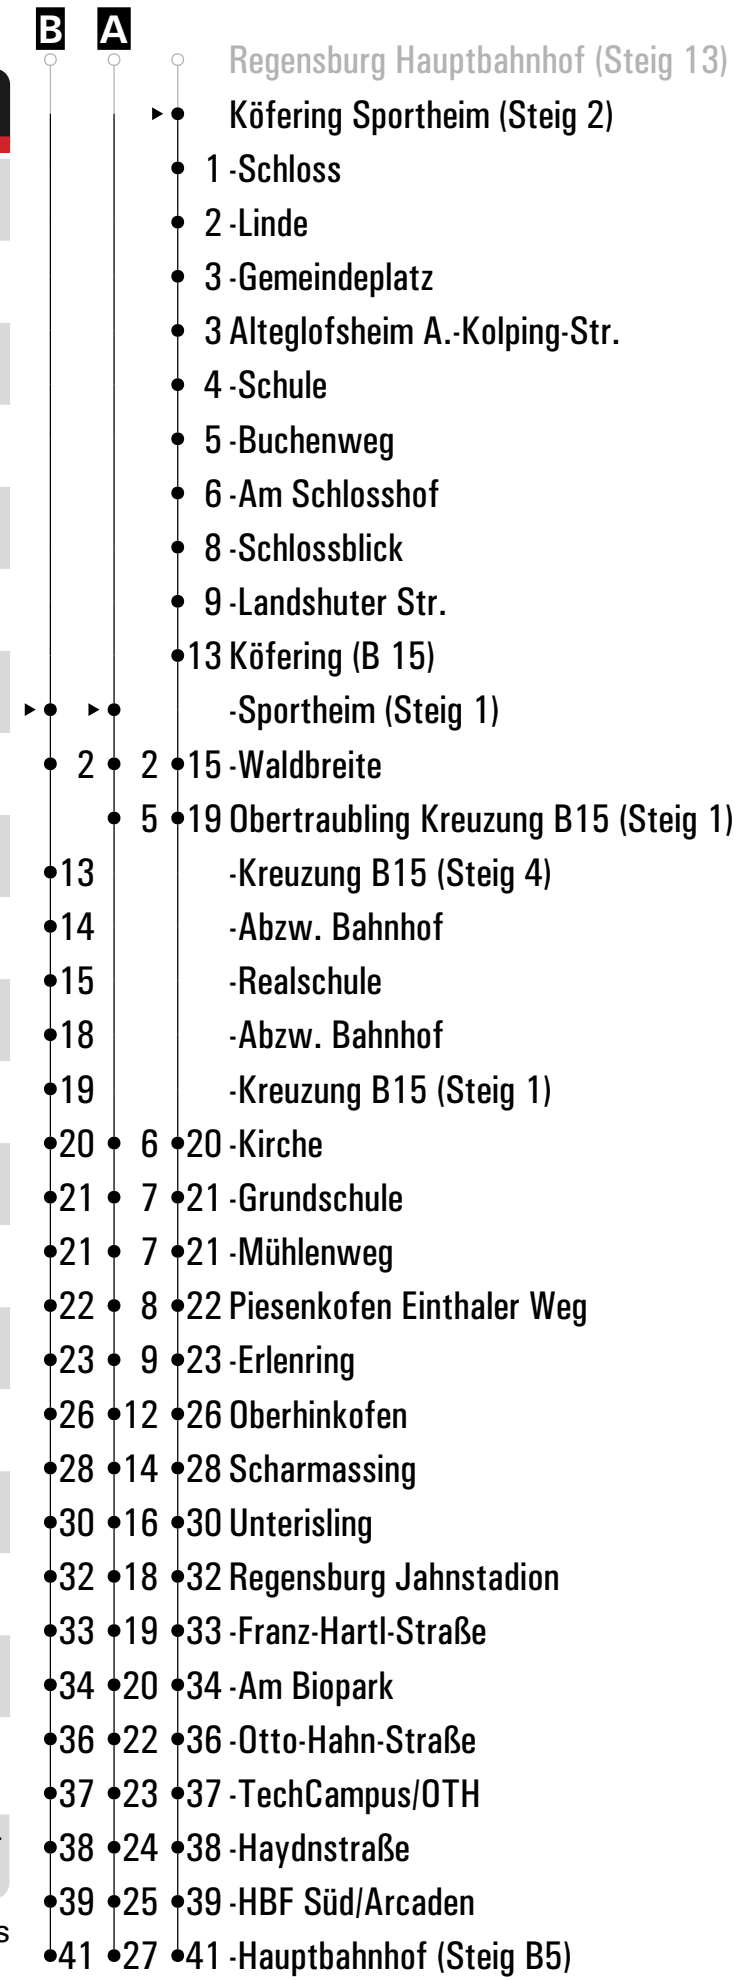 B A
Regensburg Hauptbahnhof (Steig 13)
Köfering Sportheim (Steig 2)
1 -Schloss
2 -Linde
3 -Gemeindeplatz
3 Alteglofsheim A.-Kolping-Str.
4 -Schule
5 -Buchenweg
6 -Am Schlosshof
8 -Schlossblick
9 -Landshuter Str.
13 Köfering (B 15)
-Sportheim (Steig 1)
2 2 15 -Waldbreite
5 19 Obertraubling Kreuzung B15 (Steig 1)
13 -Kreuzung B15 (Steig 4)
14 -Abzw. Bahnhof
15 -Realschule
18 -Abzw. Bahnhof
19 -Kreuzung B15 (Steig 1)
20 6 20 -Kirche
21 7 21 -Grundschule
21 7 21 -Mühlenweg
22 8 22 Piesenkofen Einthaler Weg
23 9 23 -Erlenring
26 12 26 Oberhinkofen
28 14 28 Scharmassing
30 16 30 Unterisling
32 18 32 Regensburg Jahnstadion
33 19 33 -Franz-Hartl-Straße
34 20 34 -Am Biopark
36 22 36 -Otto-Hahn-Straße
37 23 37 -TechCampus/OTH
38 24 38 -Haydnstraße
39 25 39 -HBF Süd/Arcaden
s
41 27 41 -Hauptbahnhof (Steig B5)